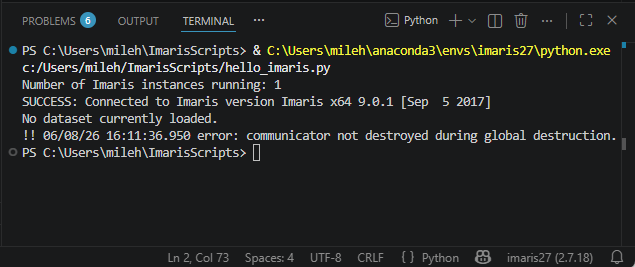 PROBLEMS 6 OUTPUT TERMINAL ··· Python
PS C:\Users\mileh\ImarisScripts> & C:\Users\mileh\anaconda3\envs\imaris27\python.exe
c:/Users/mileh/ImarisScripts/hello_imaris.py
Number of Imaris instances running: 1
SUCCESS: Connected to Imaris version Imaris x64 9.0.1 [Sep  5 2017]
No dataset currently loaded.
!! 06/08/26 16:11:36.950 error: communicator not destroyed during global destruction.
PS C:\Users\mileh\ImarisScripts>
Ln 2, Col 73 Spaces: 4 UTF-8 CRLF { } Python imaris27 (2.7.18)